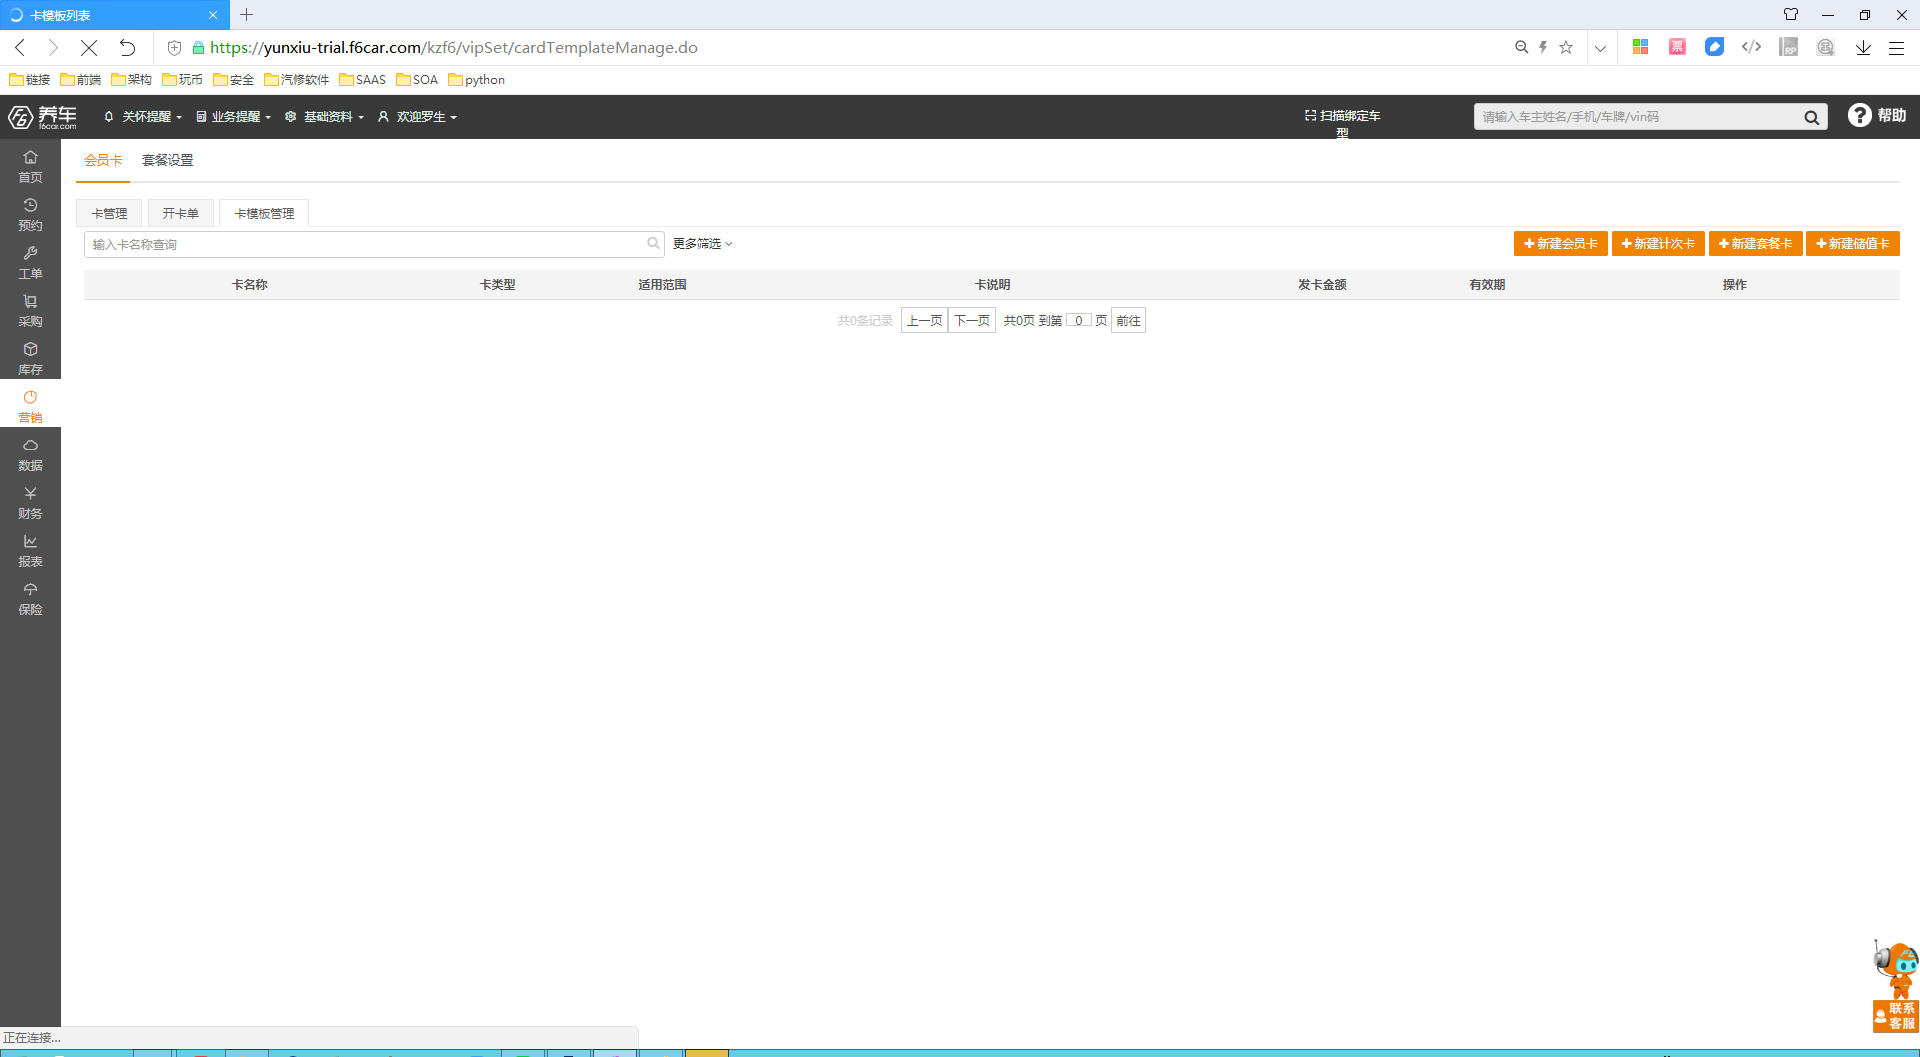 卡模板列表
https://yunxiu-trial.f6car.com/kzf6/vipSet/cardTemplateManage.do
链接 前端 架构 玩币 安全 汽修软件 SAAS SOA python
养车 f6car.com 关怀提醒 业务提醒 基础资料 欢迎罗生 扫描绑定车型 请输入车主姓名/手机/车牌/vin码 帮助
首页
预约
工单
采购
库存
营销
数据
财务
报表
保险
会员卡 套餐设置
卡管理 开卡单 卡模板管理
输入卡名称查询 更多筛选 新建会员卡 新建计次卡 新建套餐卡 新建储值卡
卡名称 卡类型 适用范围 卡说明 发卡金额 有效期 操作
共0条记录 上一页 下一页 共0页 到第 0 页 前往
联系
客服
正在连接...